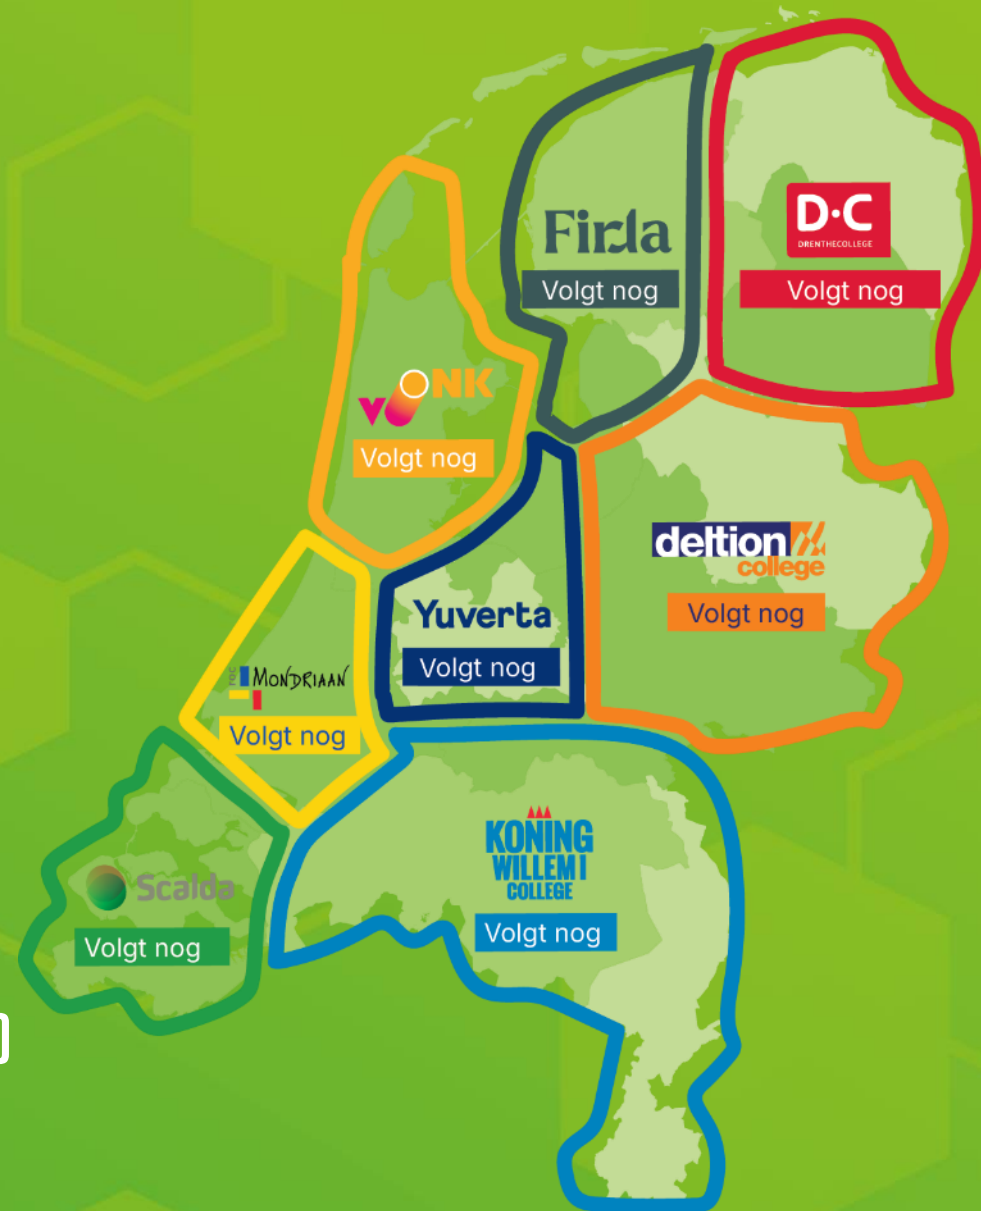 Firda
Volgt nog
D·C
DRENTHECOLLEGE
Volgt nog
VONK
Volgt nog
deltion
college
Volgt nog
Yuverta
Volgt nog
ROC MONDRIAAN
Volgt nog
KONING
WILLEM I
COLLEGE
Volgt nog
Scalda
Volgt nog